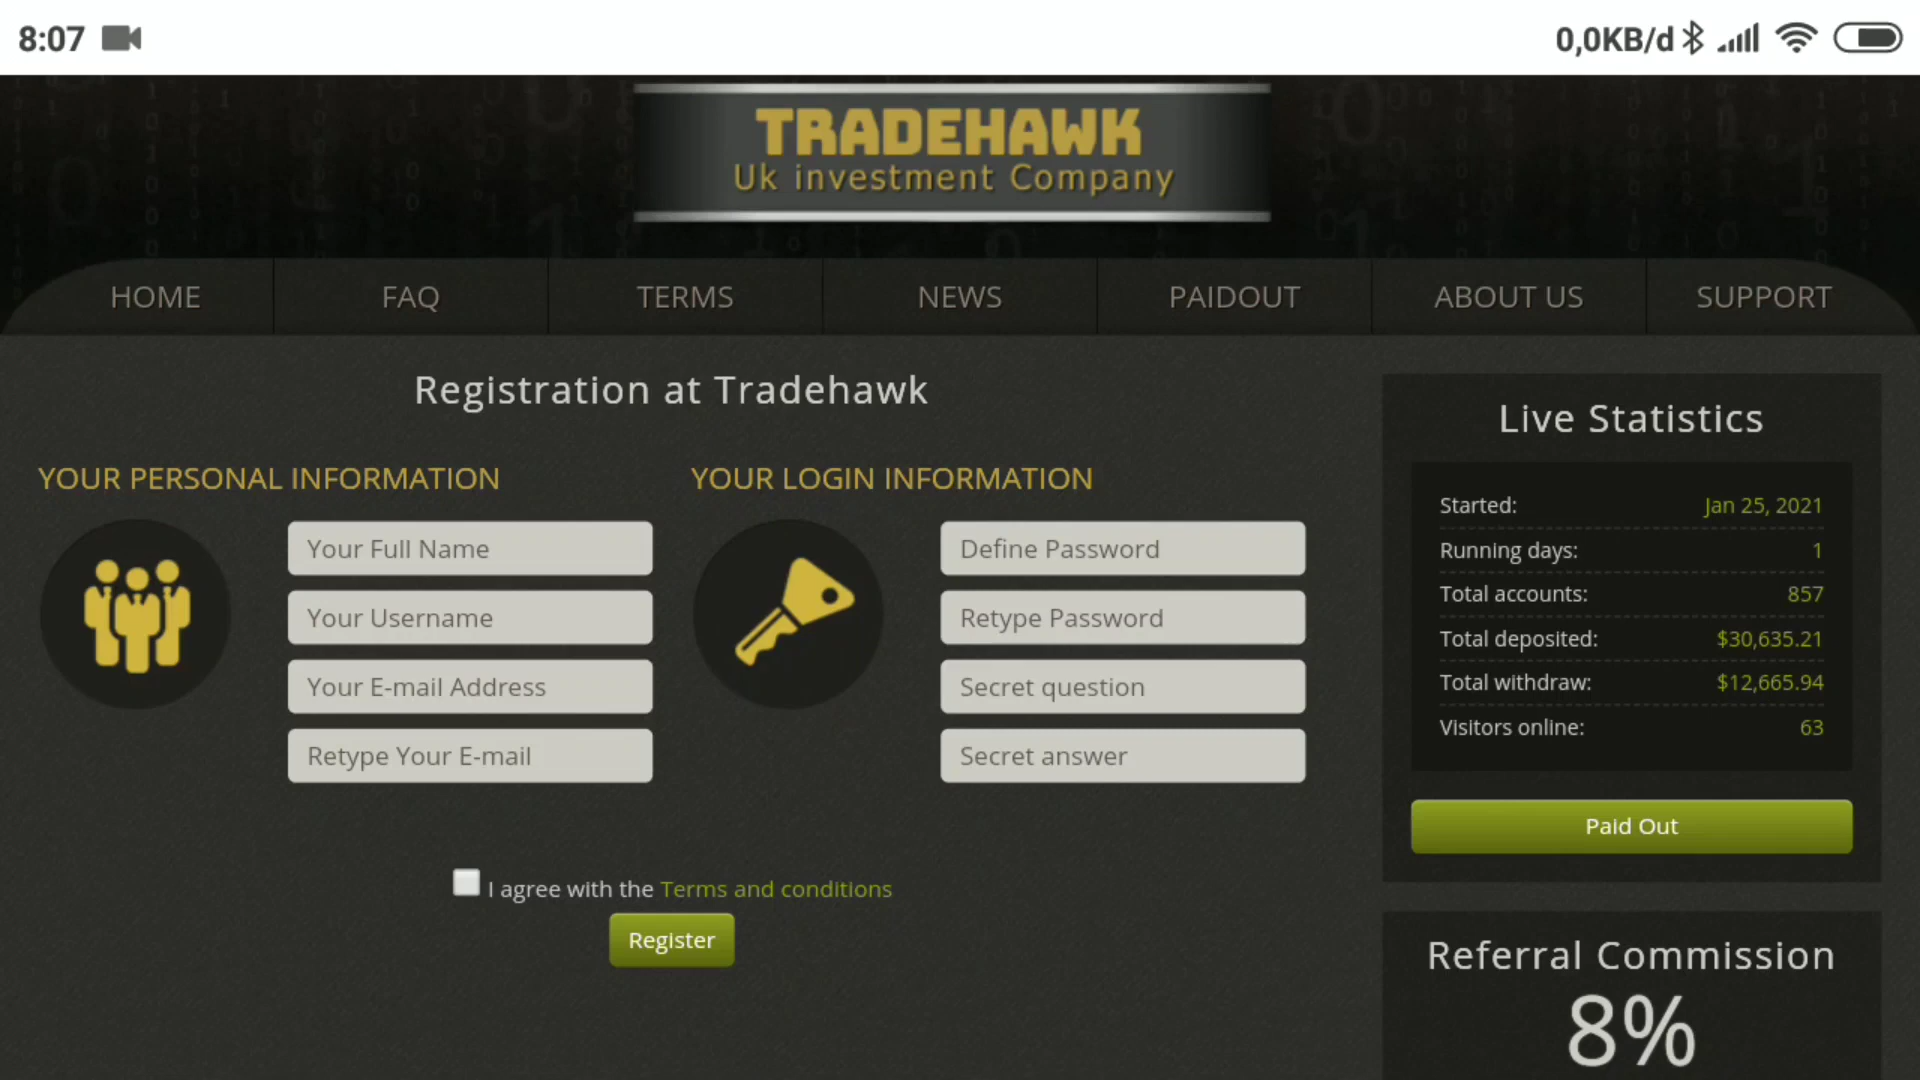 8:07
0,0KB/d
TRADEHAWK
Uk investment Company
HOME FAQ TERMS NEWS PAIDOUT ABOUT US SUPPORT
Registration at Tradehawk
YOUR PERSONAL INFORMATION
Your Full Name
Your Username
Your E-mail Address
Retype Your E-mail
YOUR LOGIN INFORMATION
Define Password
Retype Password
Secret question
Secret answer
I agree with the Terms and conditions
Register
Live Statistics
Started: Jan 25, 2021
Running days: 1
Total accounts: 857
Total deposited: $30,635.21
Total withdraw: $12,665.94
Visitors online: 63
Paid Out
Referral Commission
8%